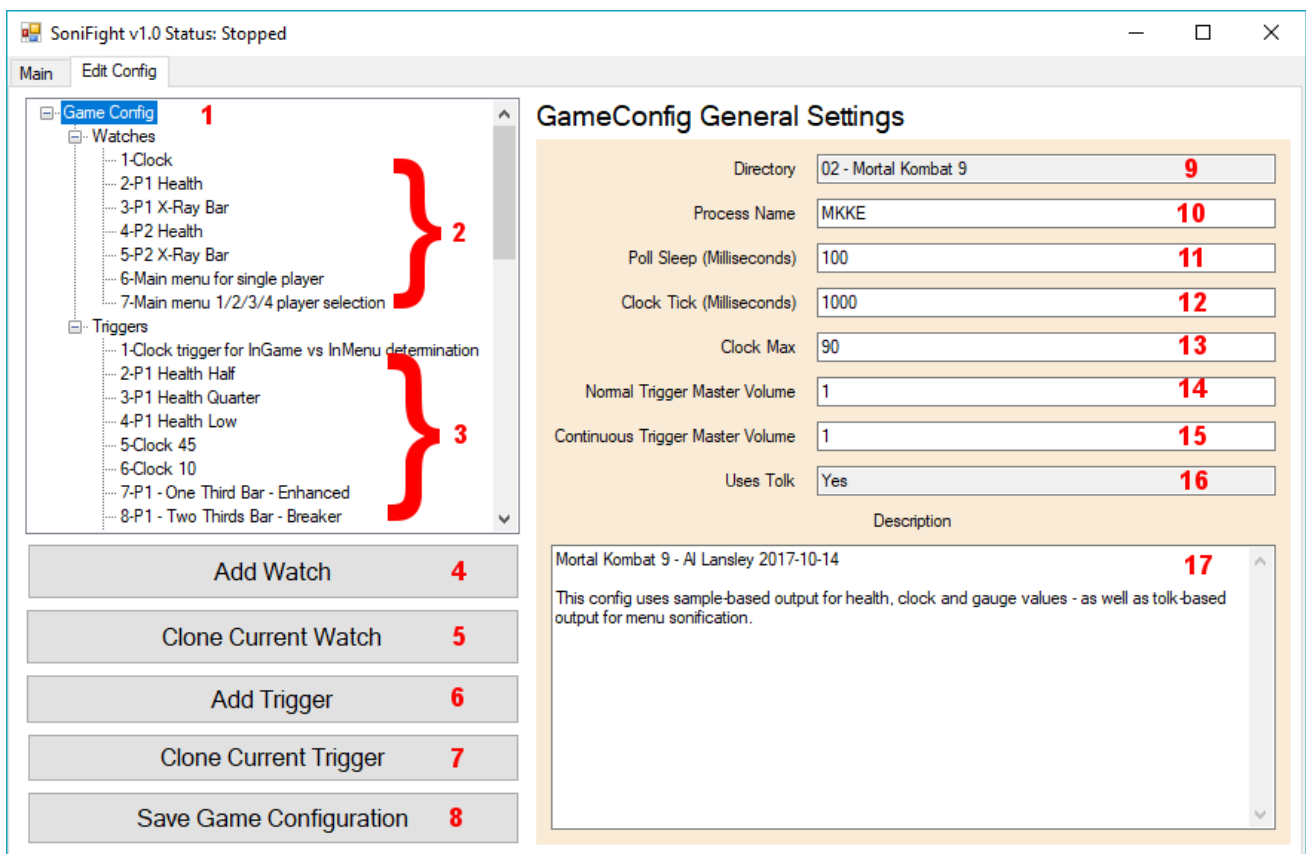 SoniFight v1.0 Status: Stopped
Main
Edit Config
Game Config
1
Watches
1-Clock
2-P1 Health
3-P1 X-Ray Bar
4-P2 Health
5-P2 X-Ray Bar
6-Main menu for single player
7-Main menu 1/2/3/4 player selection
2
Triggers
1-Clock trigger for InGame vs InMenu determination
2-P1 Health Half
3-P1 Health Quarter
4-P1 Health Low
5-Clock 45
6-Clock 10
7-P1 - One Third Bar - Enhanced
8-P1 - Two Thirds Bar - Breaker
3
Add Watch 4
Clone Current Watch 5
Add Trigger 6
Clone Current Trigger 7
Save Game Configuration 8
GameConfig General Settings
Directory 02 - Mortal Kombat 9 9
Process Name MKKE 10
Poll Sleep (Milliseconds) 100 11
Clock Tick (Milliseconds) 1000 12
Clock Max 90 13
Normal Trigger Master Volume 1 14
Continuous Trigger Master Volume 1 15
Uses Tolk Yes 16
Description
Mortal Kombat 9 - Al Lansley 2017-10-14 17
This config uses sample-based output for health, clock and gauge values - as well as tolk-based
output for menu sonification.